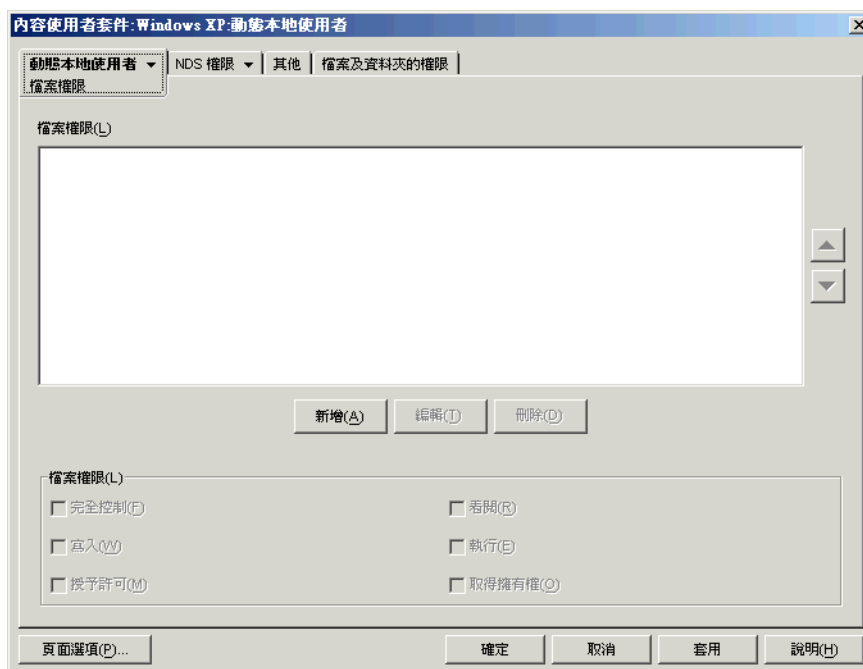 內容使用者套件:Windows XP:動態本地使用者
動態本地使用者 NDS 權限 其他 檔案及資料夾的權限
檔案權限
檔案權限(L)
新增(A) 編輯(T) 刪除(D)
檔案權限(L)
完全控制(F) 看閱(R)
寫入(W) 執行(E)
授予許可(M) 取得擁有權(O)
頁面選項(P)... 確定 取消 套用 說明(H)